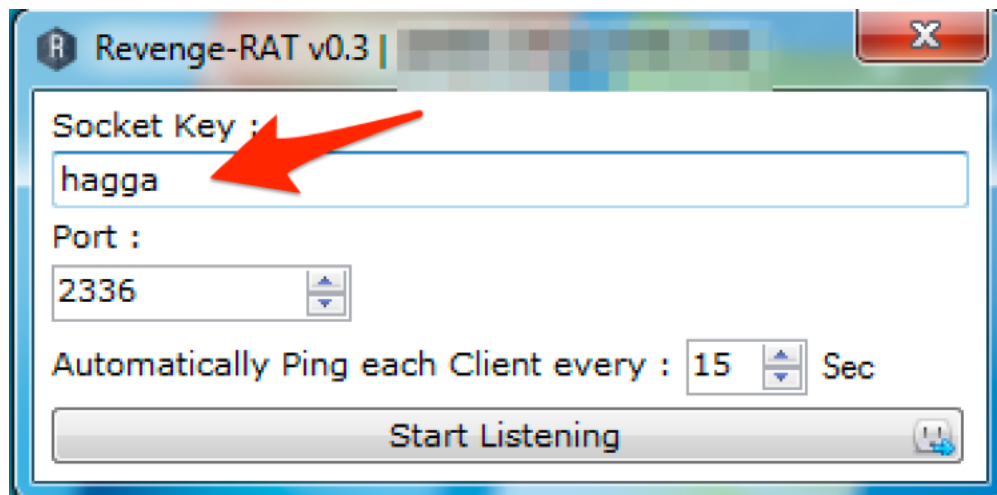 Revenge-RAT v0.3 |
Socket Key :
hagga
Port :
2336
Automatically Ping each Client every : 15 Sec
Start Listening